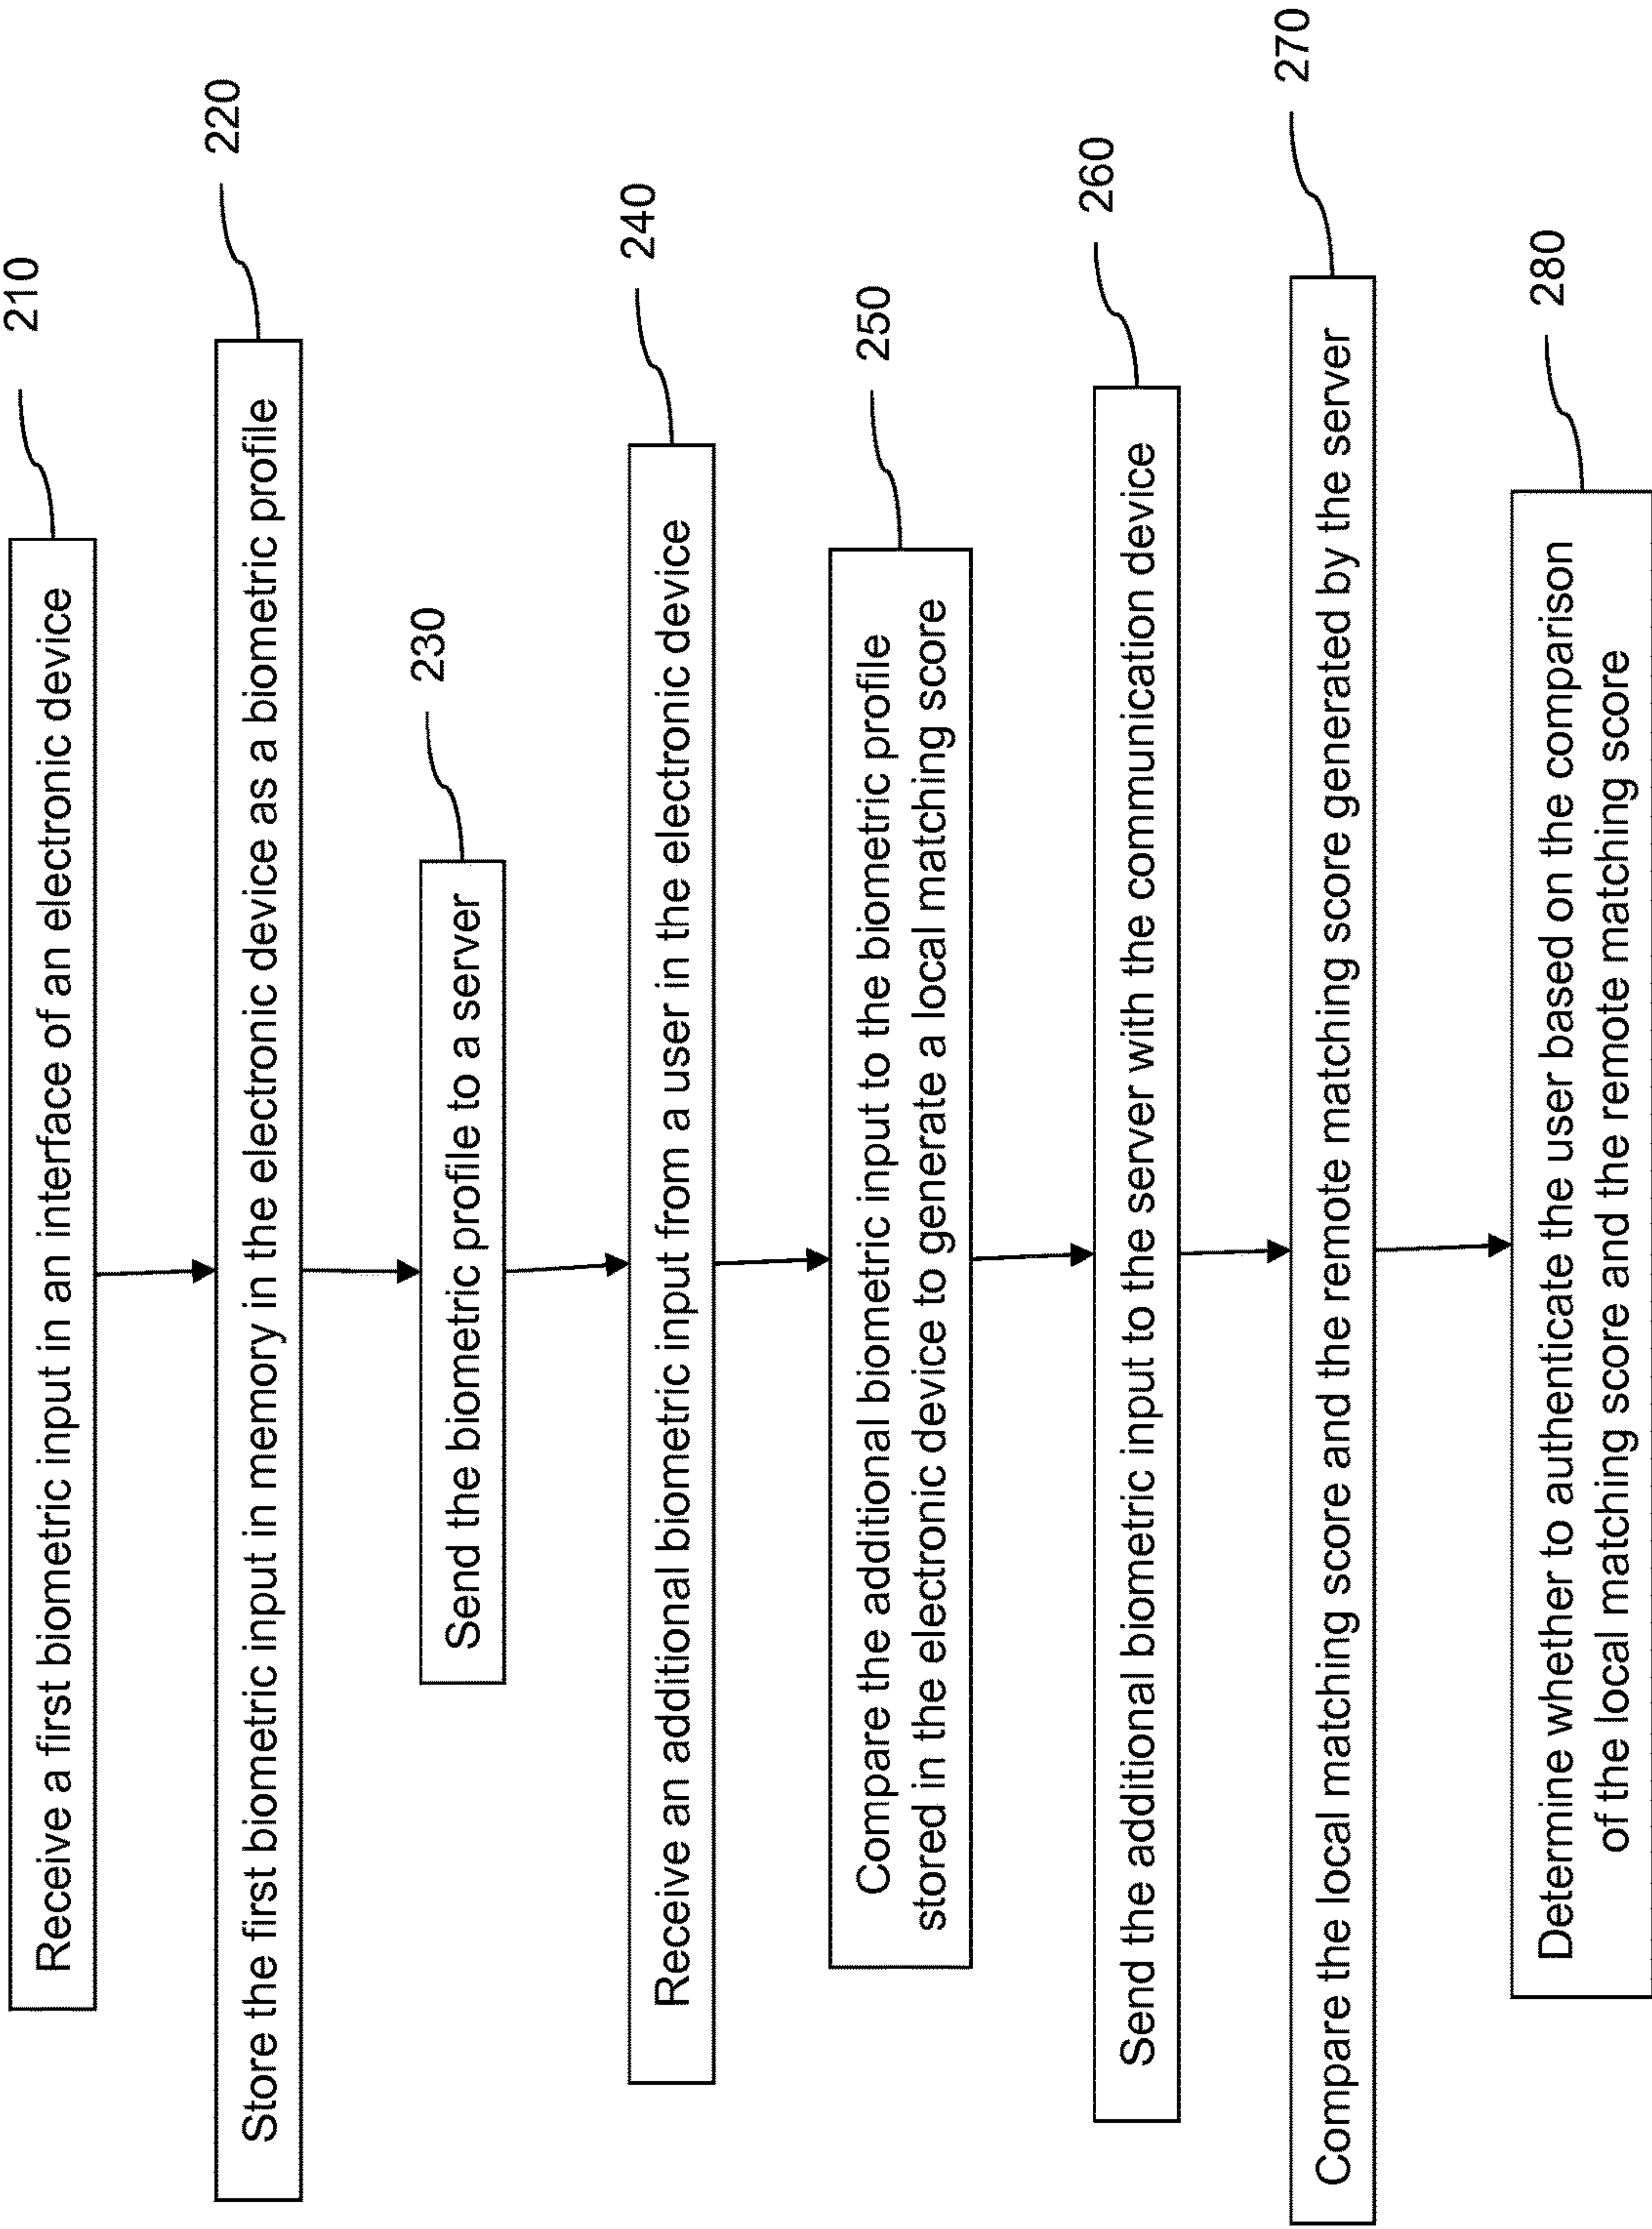 210
Receive a first biometric input in an interface of an electronic device
220
Store the first biometric input in memory in the electronic device as a biometric profile
230
Send the biometric profile to a server
240
Receive an additional biometric input from a user in the electronic device
250
Compare the additional biometric input to the biometric profile
stored in the electronic device to generate a local matching score
260
Send the additional biometric input to the server with the communication device
270
Compare the local matching score and the remote matching score generated by the server
280
Determine whether to authenticate the user based on the comparison
of the local matching score and the remote matching score